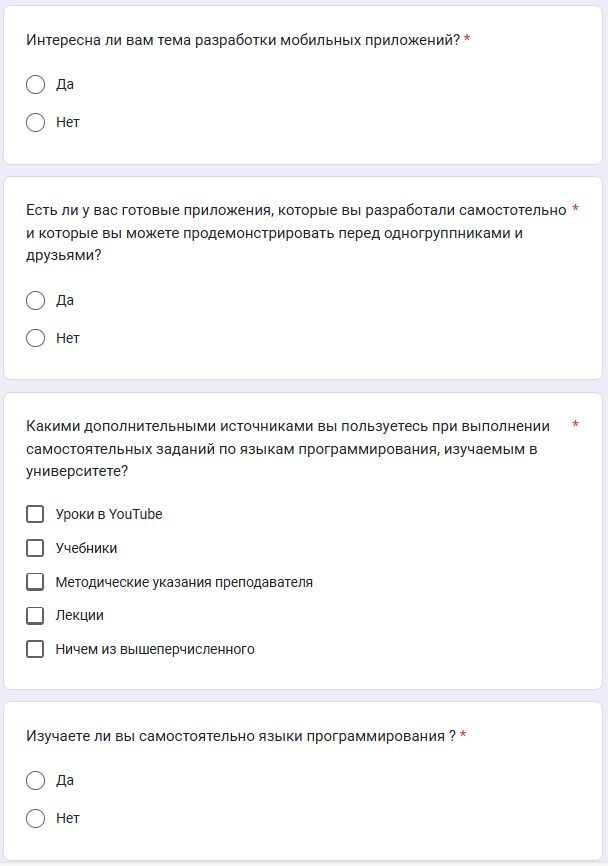 Интересна ли вам тема разработки мобильных приложений? *
Да
Нет
Есть ли у вас готовые приложения, которые вы разработали самостотельно *
и которые вы можете продемонстрировать перед одногруппниками и
друзьями?
Да
Нет
Какими дополнительными источниками вы пользуетесь при выполнении *
самостоятельных заданий по языкам программирования, изучаемым в
университете?
Уроки в YouTube
Учебники
Методические указания преподавателя
Лекции
Ничем из вышеперчисленного
Изучаете ли вы самостоятельно языки программирования ? *
Да
Нет